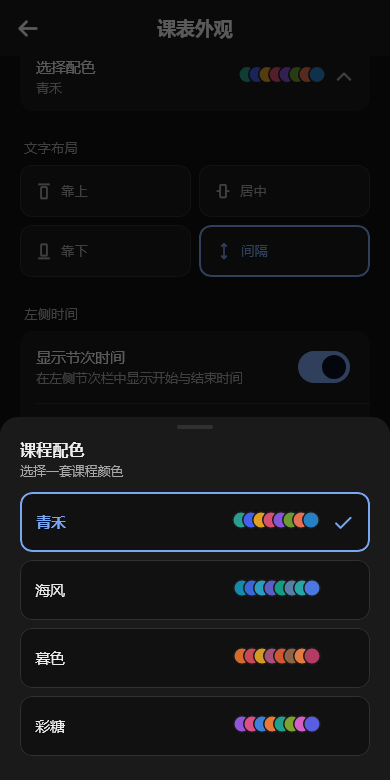 课表外观
选择配色
青禾
文字布局
靠上
居中
靠下
间隔
左侧时间
显示节次时间
在左侧节次栏中显示开始与结束时间
课程配色
选择一套课程颜色
青禾
海风
暮色
彩糖